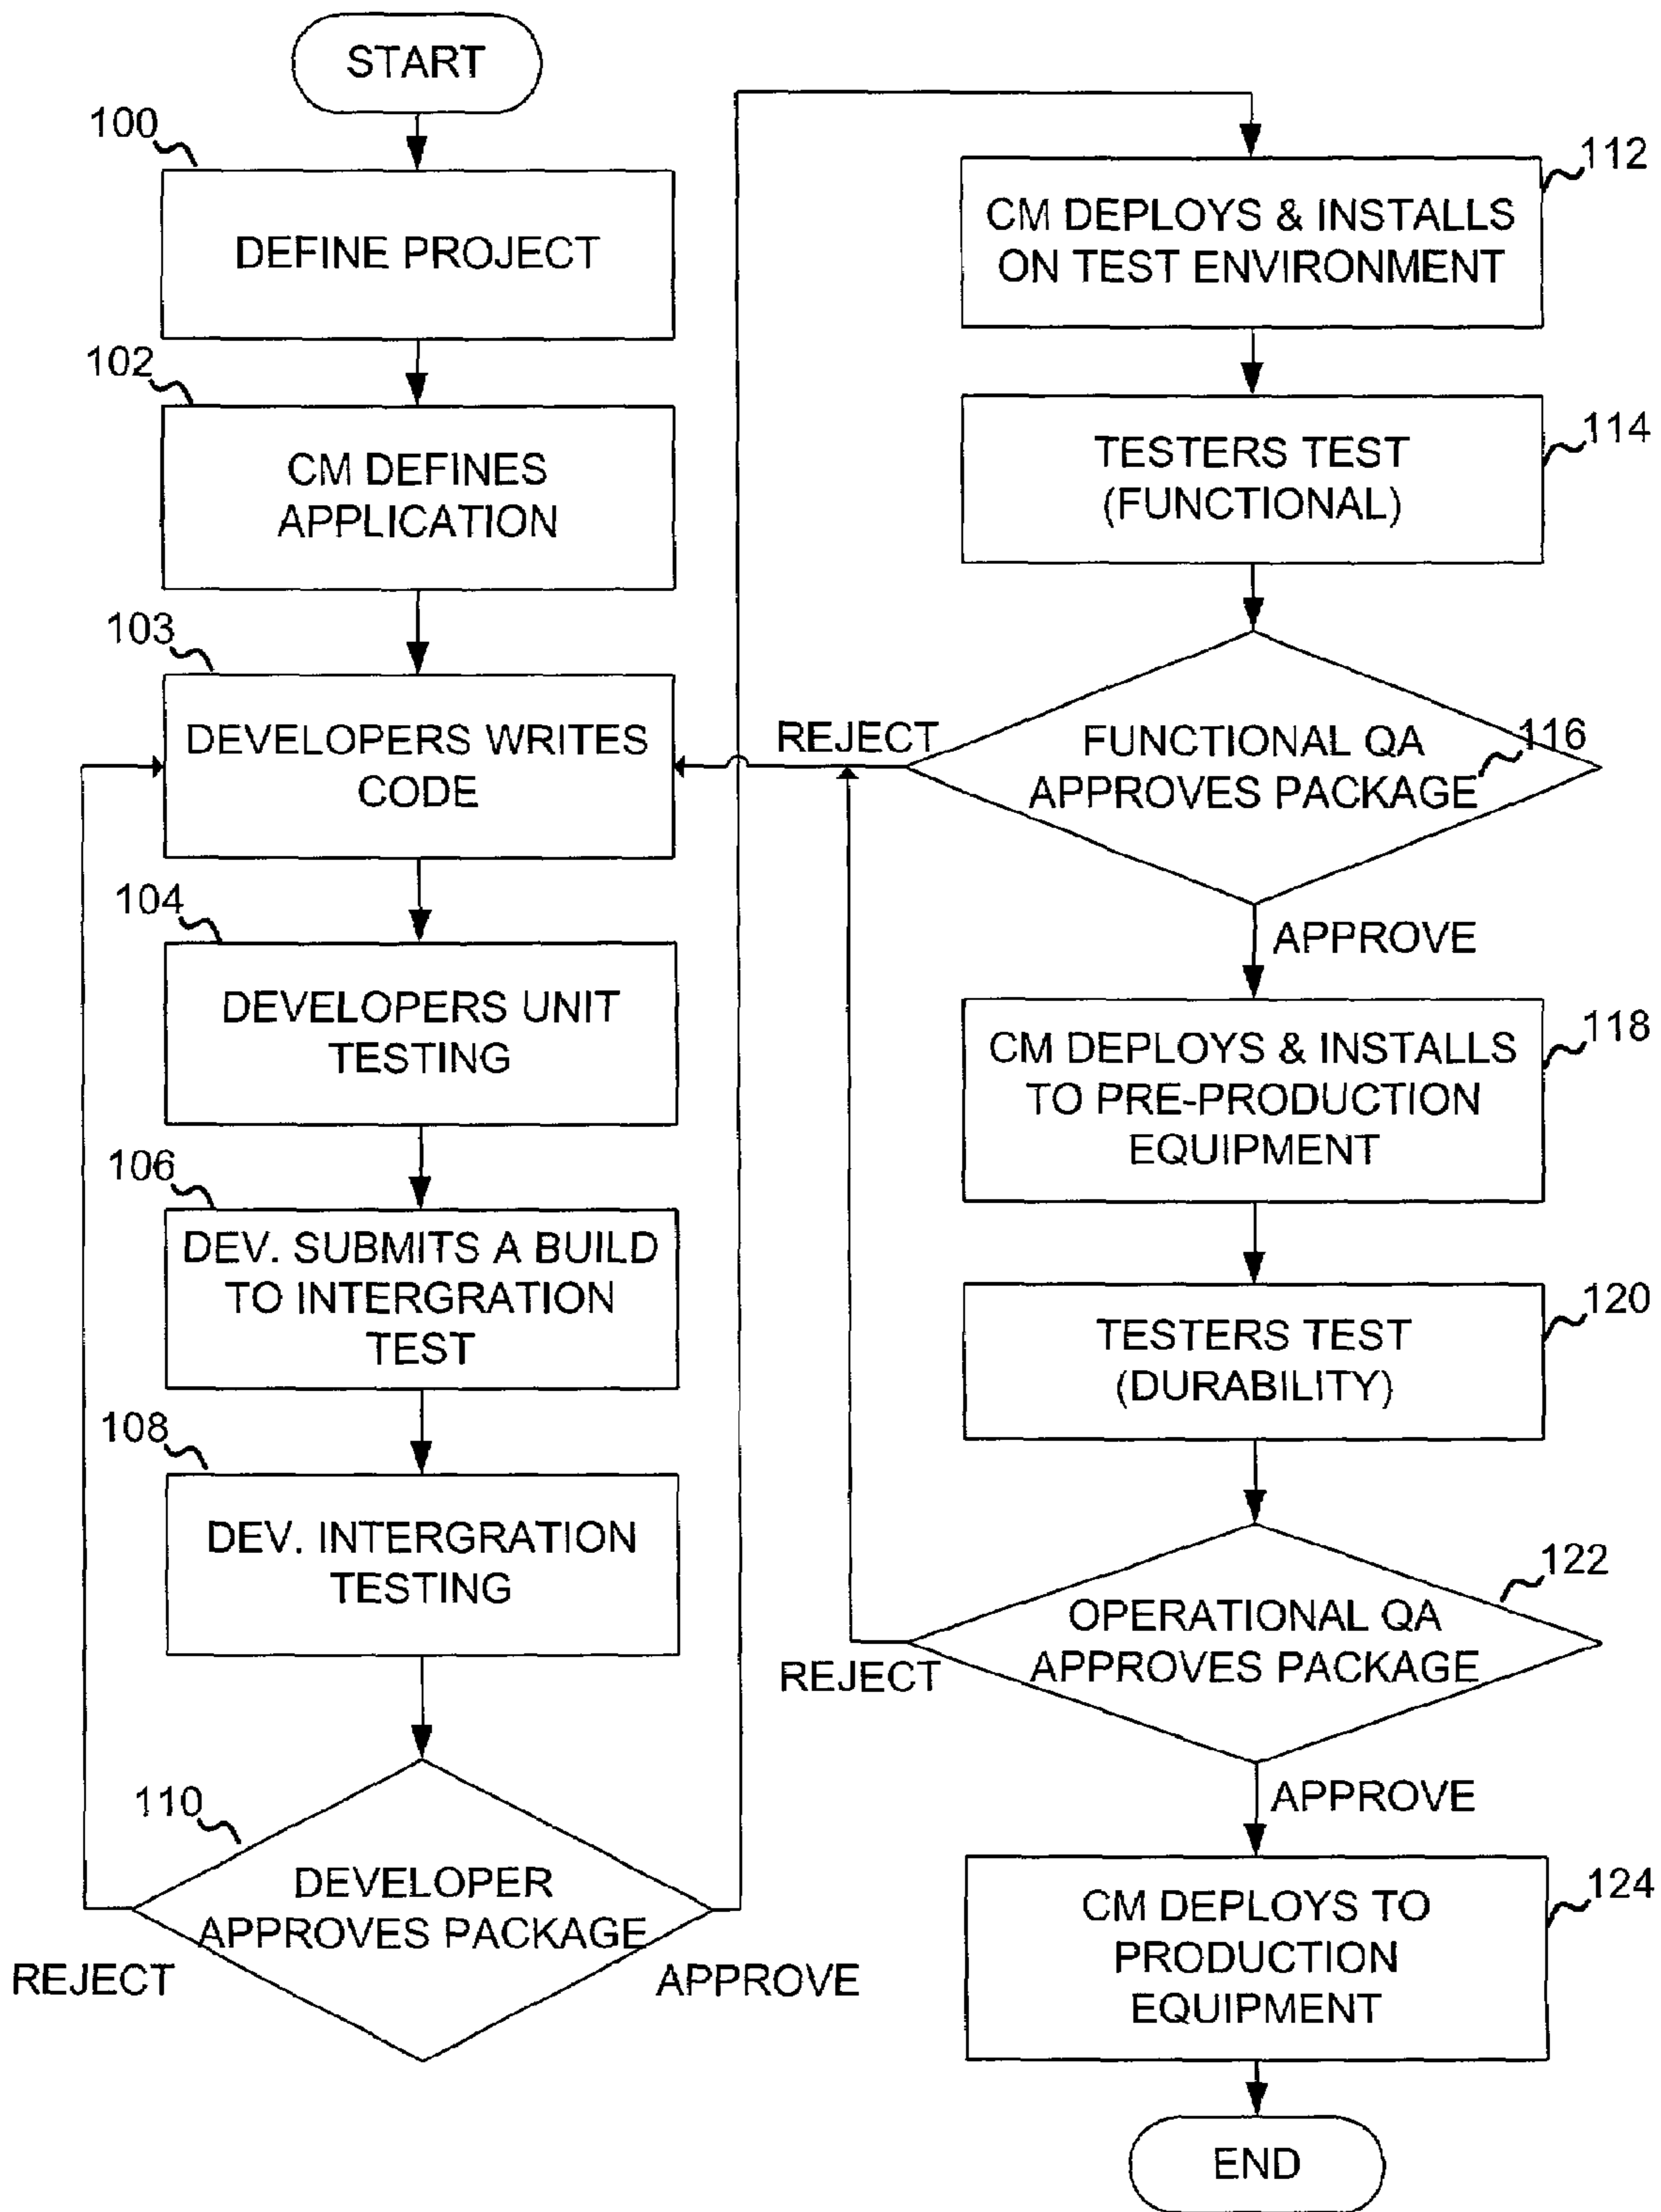 START
100
DEFINE PROJECT
102
CM DEFINES
APPLICATION
103
DEVELOPERS WRITES
CODE
104
DEVELOPERS UNIT
TESTING
106
DEV. SUBMITS A BUILD
TO INTERGRATION
TEST
108
DEV. INTERGRATION
TESTING
110
DEVELOPER
APPROVES PACKAGE
REJECT
APPROVE
112
CM DEPLOYS & INSTALLS
ON TEST ENVIRONMENT
114
TESTERS TEST
(FUNCTIONAL)
REJECT
116
FUNCTIONAL QA
APPROVES PACKAGE
APPROVE
118
CM DEPLOYS & INSTALLS
TO PRE-PRODUCTION
EQUIPMENT
120
TESTERS TEST
(DURABILITY)
122
OPERATIONAL QA
APPROVES PACKAGE
REJECT
APPROVE
124
CM DEPLOYS TO
PRODUCTION
EQUIPMENT
END